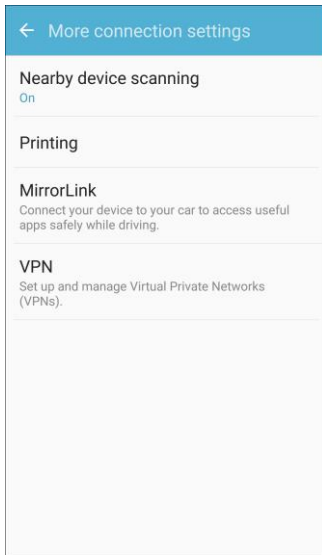 More connection settings
Nearby device scanning
On
Printing
MirrorLink
Connect your device to your car to access useful
apps safely while driving.
VPN
Set up and manage Virtual Private Networks
(VPNs).